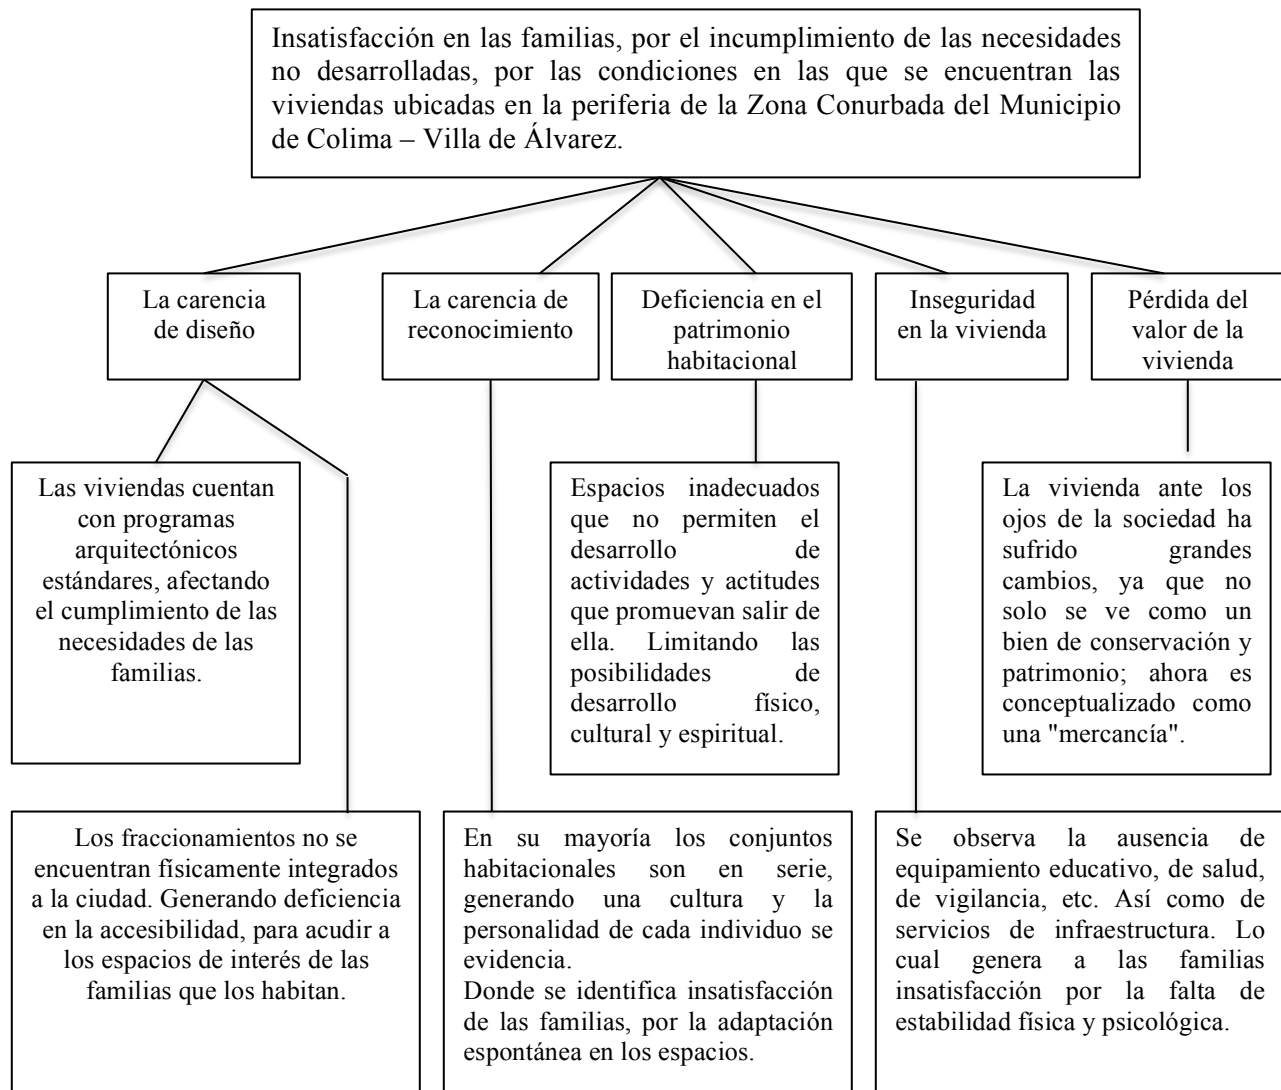 Insatisfacción en las familias, por el incumplimiento de las necesidades
no desarrolladas, por las condiciones en las que se encuentran las
viviendas ubicadas en la periferia de la Zona Conurbada del Municipio
de Colima – Villa de Álvarez.
La carencia
de diseño
La carencia de
reconocimiento
Deficiencia en el
patrimonio
habitacional
Inseguridad
en la vivienda
Pérdida del
valor de la
vivienda
Las viviendas cuentan
con programas
arquitectónicos
estándares, afectando
el cumplimiento de las
necesidades de las
familias.
Espacios inadecuados
que no permiten el
desarrollo de
actividades y actitudes
que promuevan salir de
ella. Limitando las
posibilidades de
desarrollo físico,
cultural y espiritual.
La vivienda ante los
ojos de la sociedad ha
sufrido grandes
cambios, ya que no
solo se ve como un
bien de conservación y
patrimonio; ahora es
conceptualizado como
una "mercancía".
Los fraccionamientos no se
encuentran físicamente integrados
a la ciudad. Generando deficiencia
en la accesibilidad, para acudir a
los espacios de interés de las
familias que los habitan.
En su mayoría los conjuntos
habitacionales son en serie,
generando una cultura y la
personalidad de cada individuo se
evidencia.
Donde se identifica insatisfacción
de las familias, por la adaptación
espontánea en los espacios.
Se observa la ausencia de
equipamiento educativo, de salud,
de vigilancia, etc. Así como de
servicios de infraestructura. Lo
cual genera a las familias
insatisfacción por la falta de
estabilidad física y psicológica.